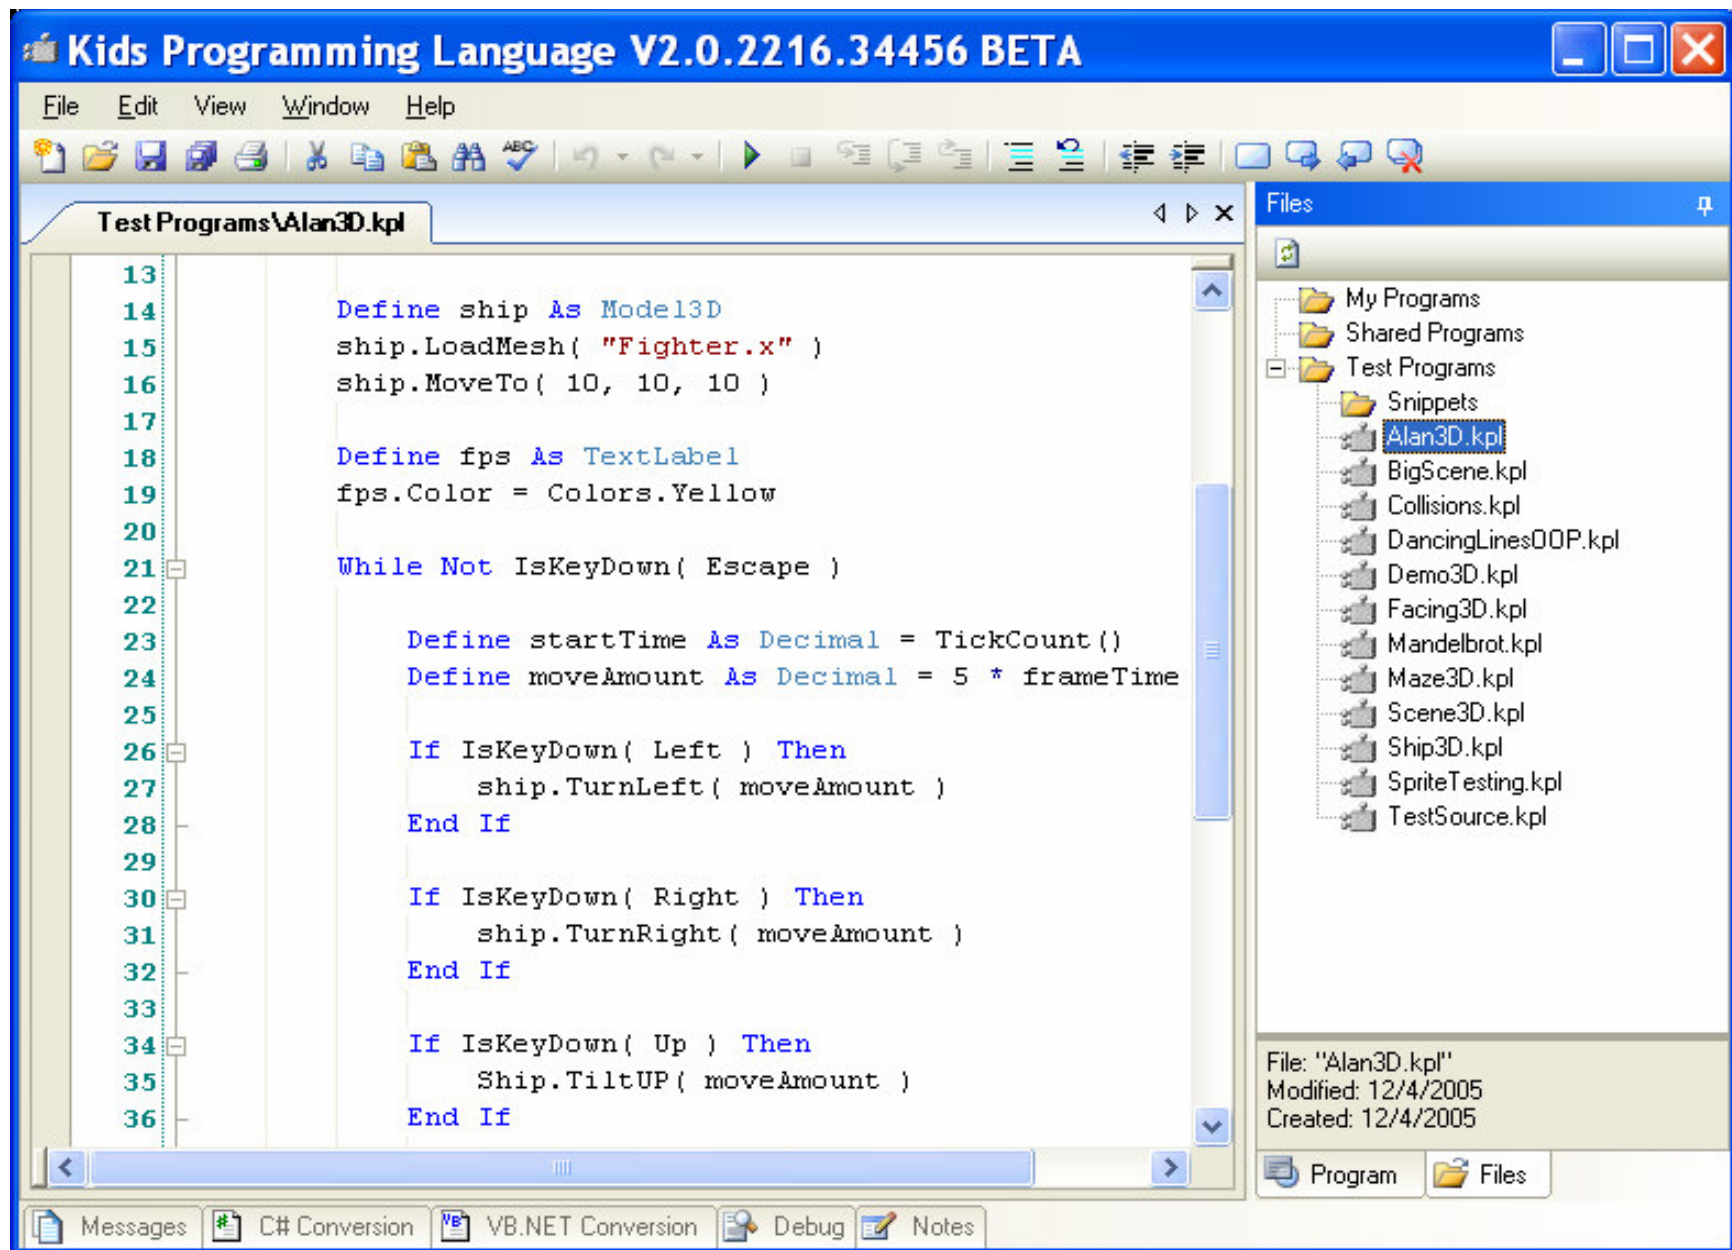 Kids Programming Language V2.0.2216.34456 BETA
File Edit View Window Help
ABC
Test Programs\Alan3D.kpl
13
14 Define ship As Model3D
15 ship.LoadMesh( "Fighter.x" )
16 ship.MoveTo( 10, 10, 10 )
17
18 Define fps As TextLabel
19 fps.Color = Colors.Yellow
20
21 While Not IsKeyDown( Escape )
22
23 Define startTime As Decimal = TickCount()
24 Define moveAmount As Decimal = 5 * frameTime
25
26 If IsKeyDown( Left ) Then
27 ship.TurnLeft( moveAmount )
28 End If
29
30 If IsKeyDown( Right ) Then
31 ship.TurnRight( moveAmount )
32 End If
33
34 If IsKeyDown( Up ) Then
35 Ship.TiltUP( moveAmount )
36 End If
Files
My Programs
Shared Programs
Test Programs
Snippets
Alan3D.kpl
BigScene.kpl
Collisions.kpl
DancingLinesOOP.kpl
Demo3D.kpl
Facing3D.kpl
Mandelbrot.kpl
Maze3D.kpl
Scene3D.kpl
Ship3D.kpl
SpriteTesting.kpl
TestSource.kpl
File: "Alan3D.kpl"
Modified: 12/4/2005
Created: 12/4/2005
Program Files
Messages C# Conversion VB.NET Conversion Debug Notes